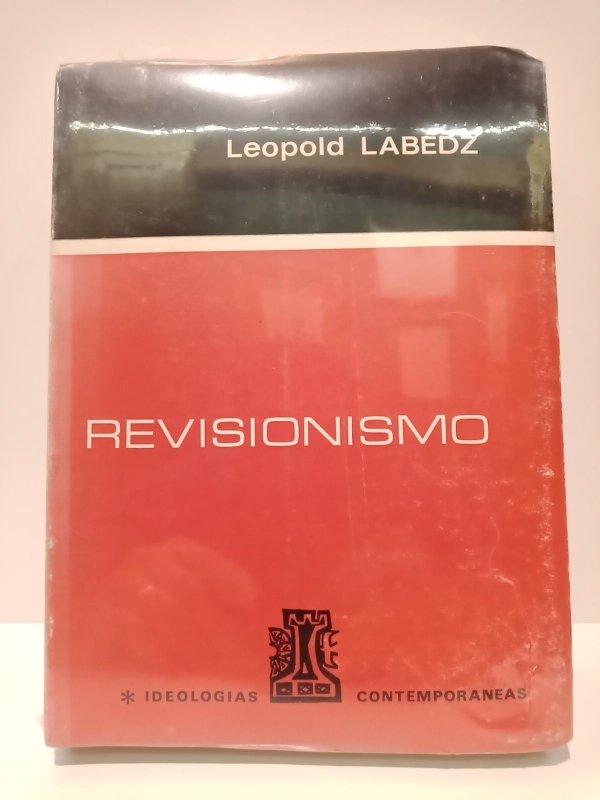 Leopold LABEDZ
REVISIONISMO
* IDEOLOGIAS CONTEMPORANEAS